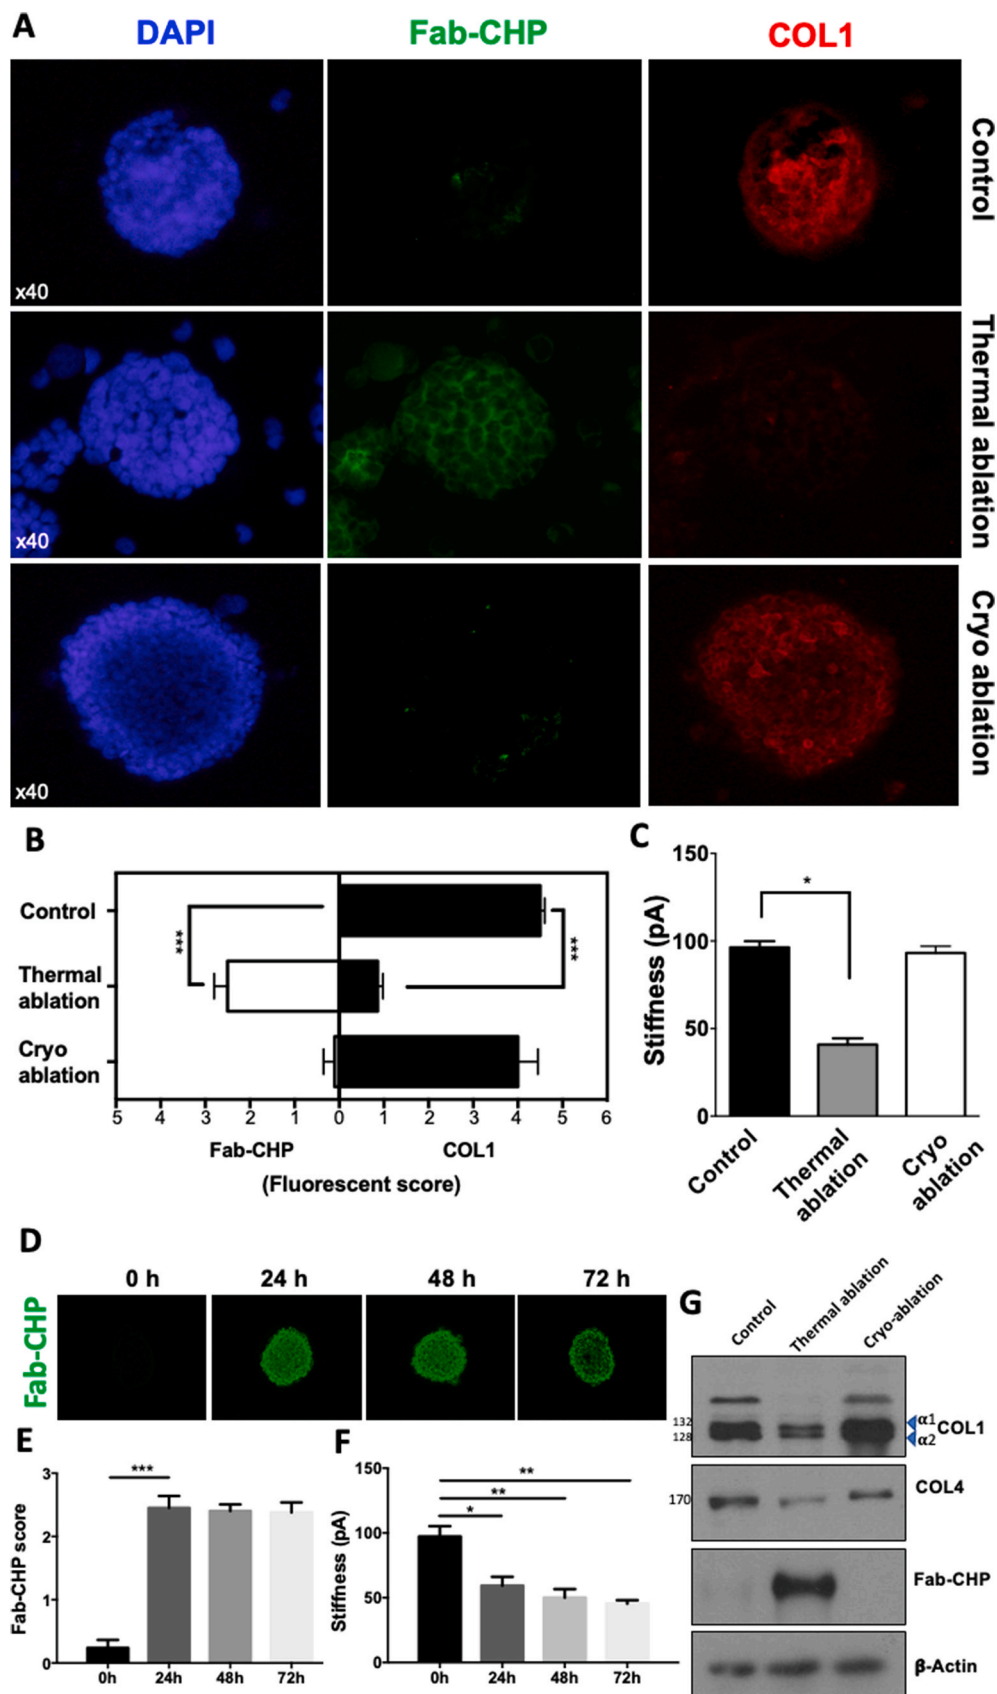 A
DAPI
Fab-CHP
COL1
x40
Control
x40
Thermal ablation
x40
Cryo ablation
B
Control
Thermal
ablation
Cryo
ablation
***
***
5 4 3 2 1 0 1 2 3 4 5 6
Fab-CHP COL1
(Fluorescent score)
C
Stiffness (pA)
150
100
50
0
*
Control
Thermal
ablation
Cryo
ablation
D
0 h 24 h 48 h 72 h
Fab-CHP
E
Fab-CHP score
3
2
1
0
***
0h 24h 48h 72h
F
Stiffness (pA)
150
100
50
0
**
**
*
0h 24h 48h 72h
G
Control
Thermal ablation
Cryo-ablation
132
128
α1
α2
COL1
170
COL4
Fab-CHP
β-Actin